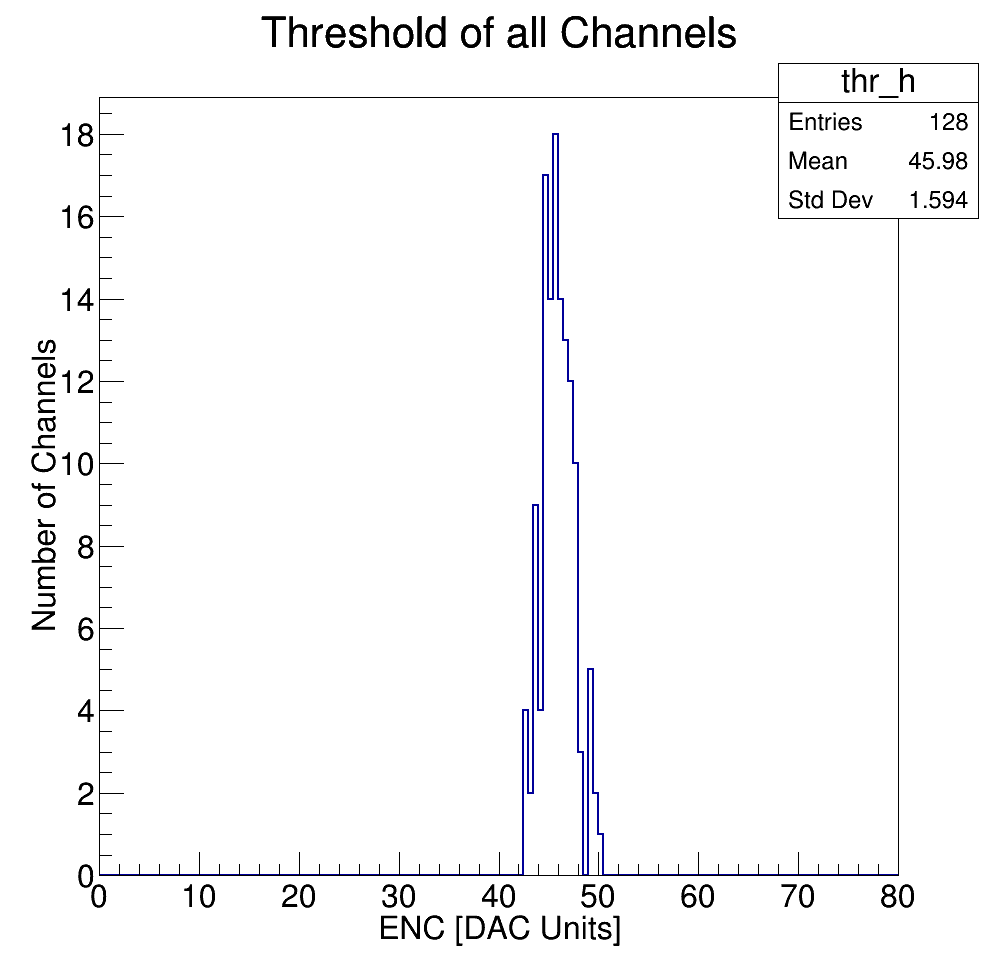 Threshold of all Channels
thr_h
Entries 128
Mean 45.98
Std Dev 1.594
Number of Channels
18
16
14
12
10
8
6
4
2
0
0 10 20 30 40 50 60 70 80
ENC [DAC Units]